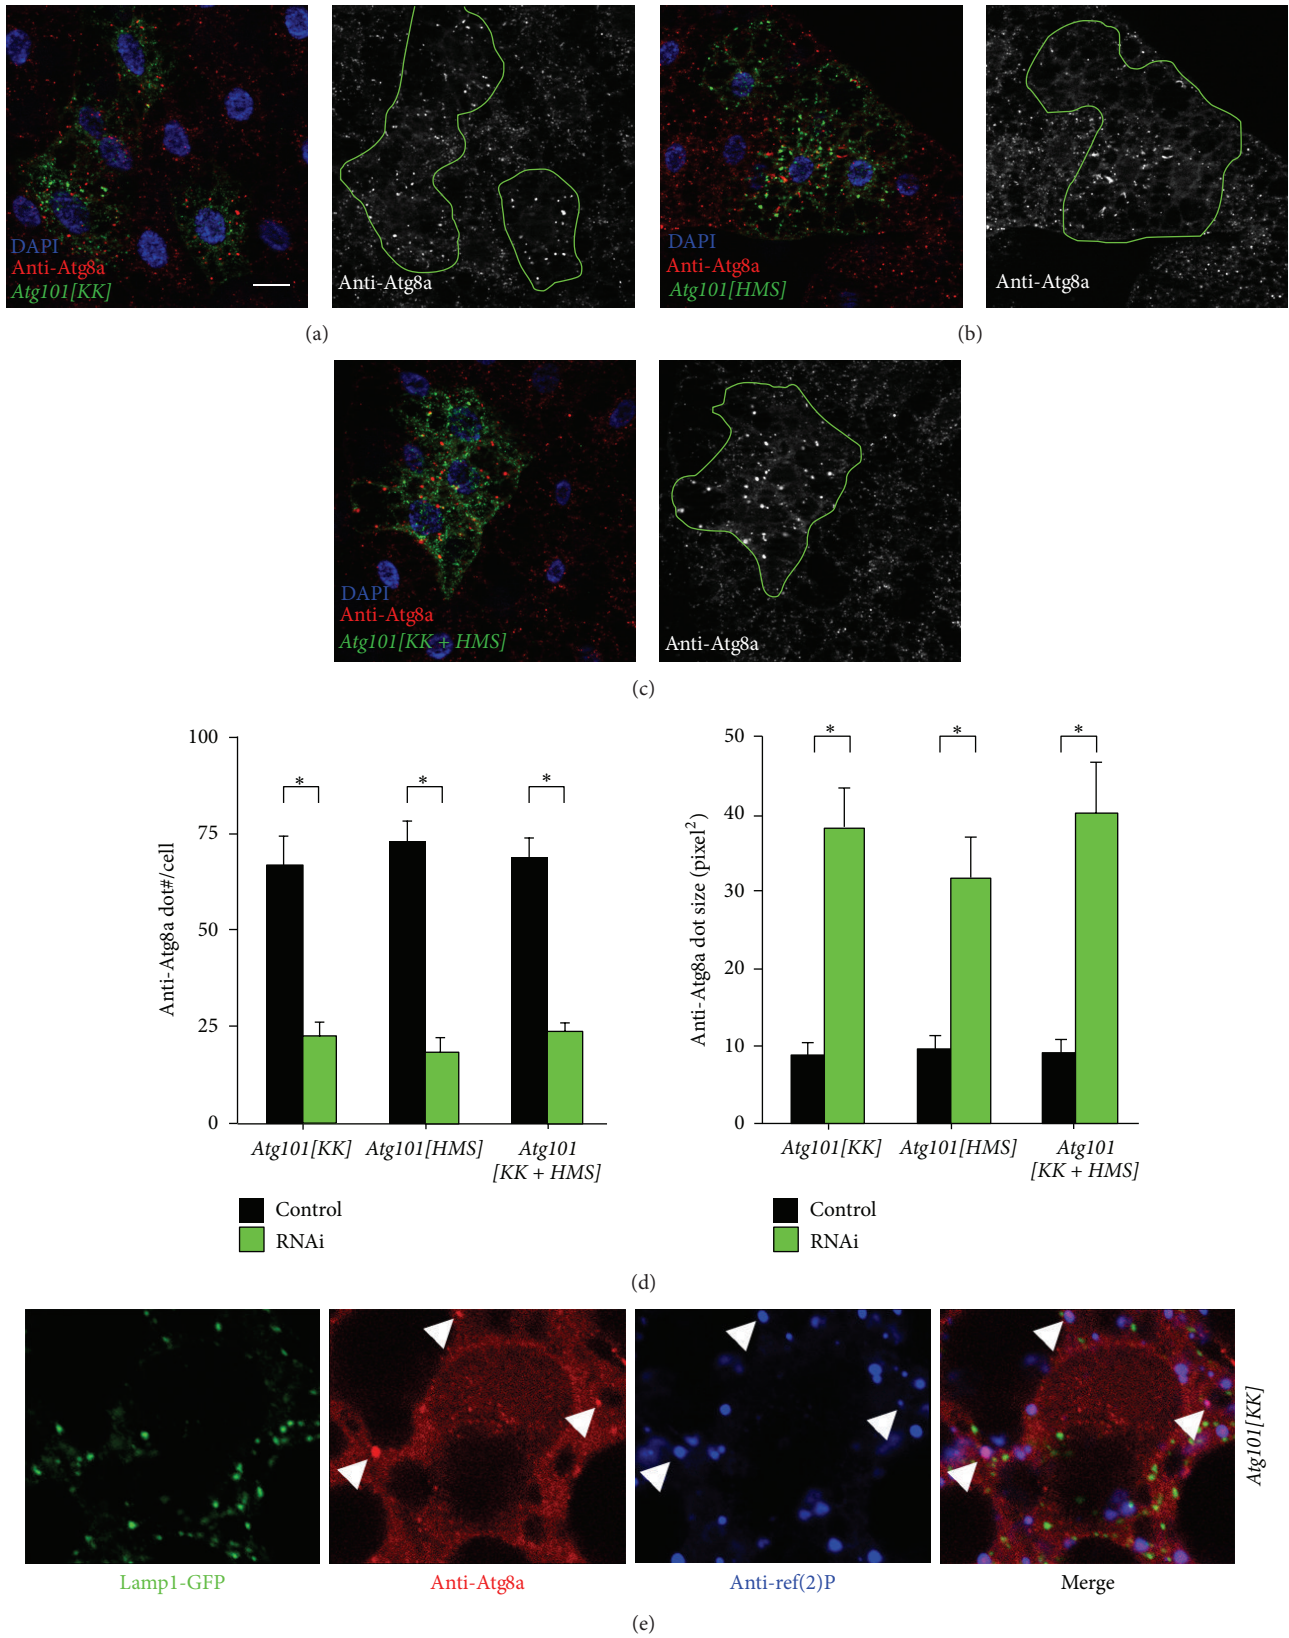 DAPI
Anti-Atg8a
Atg101[KK]
Anti-Atg8a
(a)
DAPI
Anti-Atg8a
Atg101[HMS]
Anti-Atg8a
(b)
DAPI
Anti-Atg8a
Atg101[KK + HMS]
Anti-Atg8a
(c)
Anti-Atg8a dot#/cell
100
75
50
25
0
*
*
*
Atg101[KK]
Atg101[HMS]
Atg101
[KK + HMS]
Control
RNAi
Anti-Atg8a dot size (pixel²)
50
40
30
20
10
0
*
*
*
Atg101[KK]
Atg101[HMS]
Atg101
[KK + HMS]
Control
RNAi
(d)
Atg101[KK]
Lamp1-GFP
Anti-Atg8a
Anti-ref(2)P
Merge
(e)